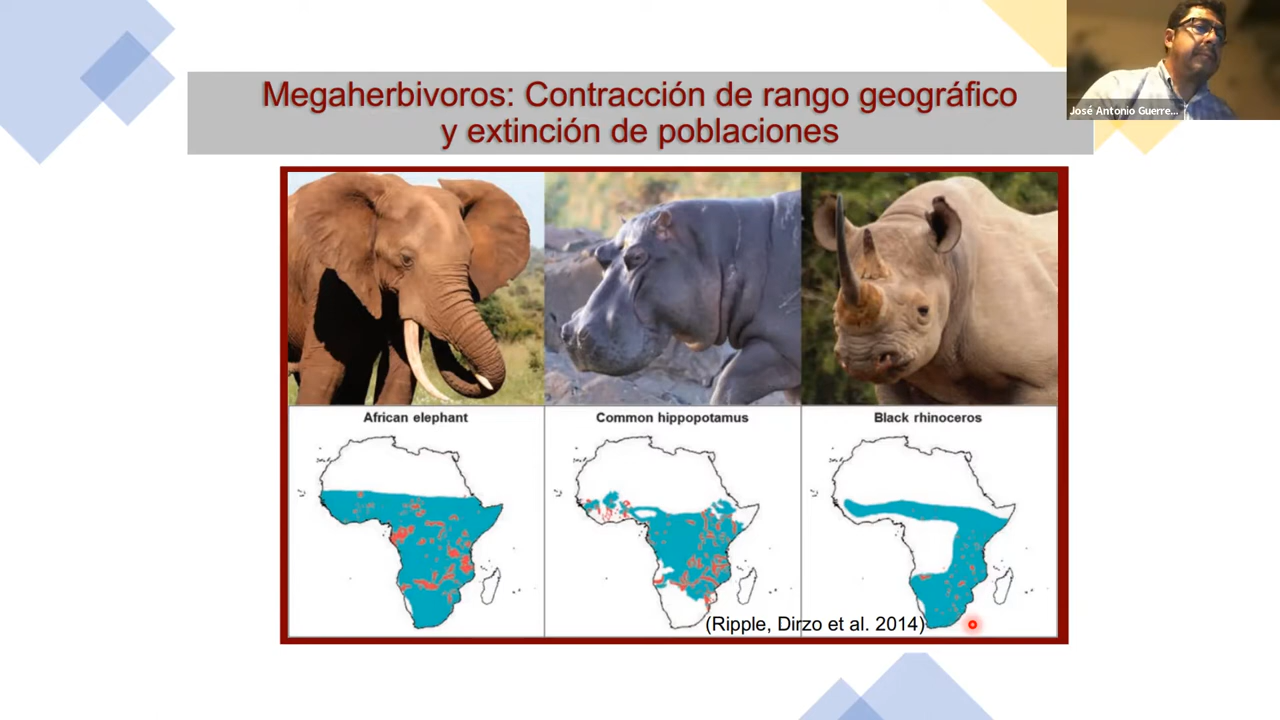 Megaherbivoros: Contracción de rango geográfico
y extinción de poblaciones
José Antonio Guerre...
African elephant
Common hippopotamus
Black rhinoceros
(Ripple, Dirzo et al. 2014)